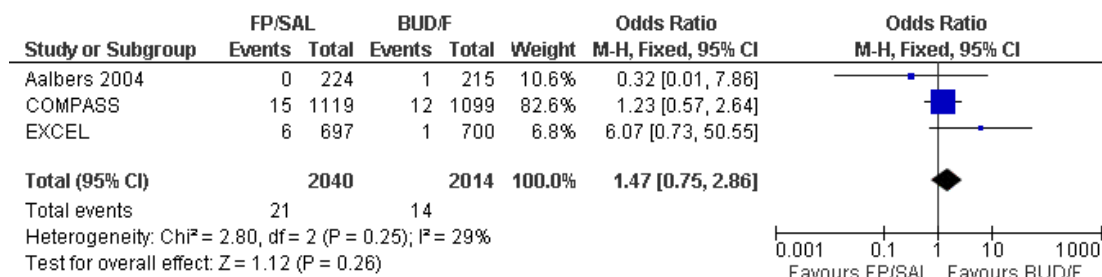 FP/SAL BUD/F Odds Ratio Odds Ratio
Study or Subgroup Events Total Events Total Weight M-H, Fixed, 95% CI M-H, Fixed, 95% CI
Aalbers 2004 0 224 1 215 10.6% 0.32 [0.01, 7.86]
COMPASS 15 1119 12 1099 82.6% 1.23 [0.57, 2.64]
EXCEL 6 697 1 700 6.8% 6.07 [0.73, 50.55]
Total (95% CI) 2040 2014 100.0% 1.47 [0.75, 2.86]
Total events 21 14
Heterogeneity: Chi² = 2.80, df = 2 (P = 0.25); I² = 29%
Test for overall effect: Z = 1.12 (P = 0.26)
0.001 0.1 1 10 1000
Favours FP/SAL Favours BUD/F